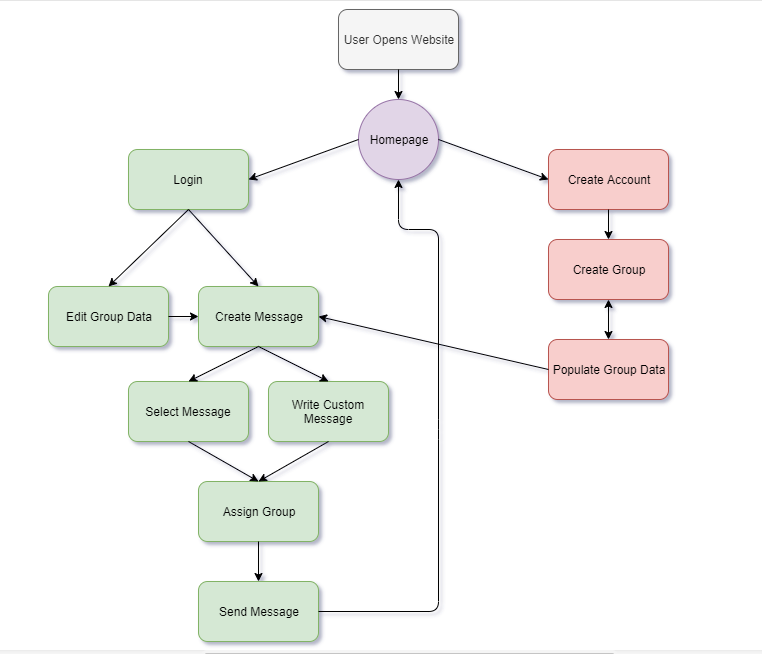 User Opens Website
Homepage
Login
Create Account
Create Group
Edit Group Data
Create Message
Populate Group Data
Select Message
Write Custom
Message
Assign Group
Send Message